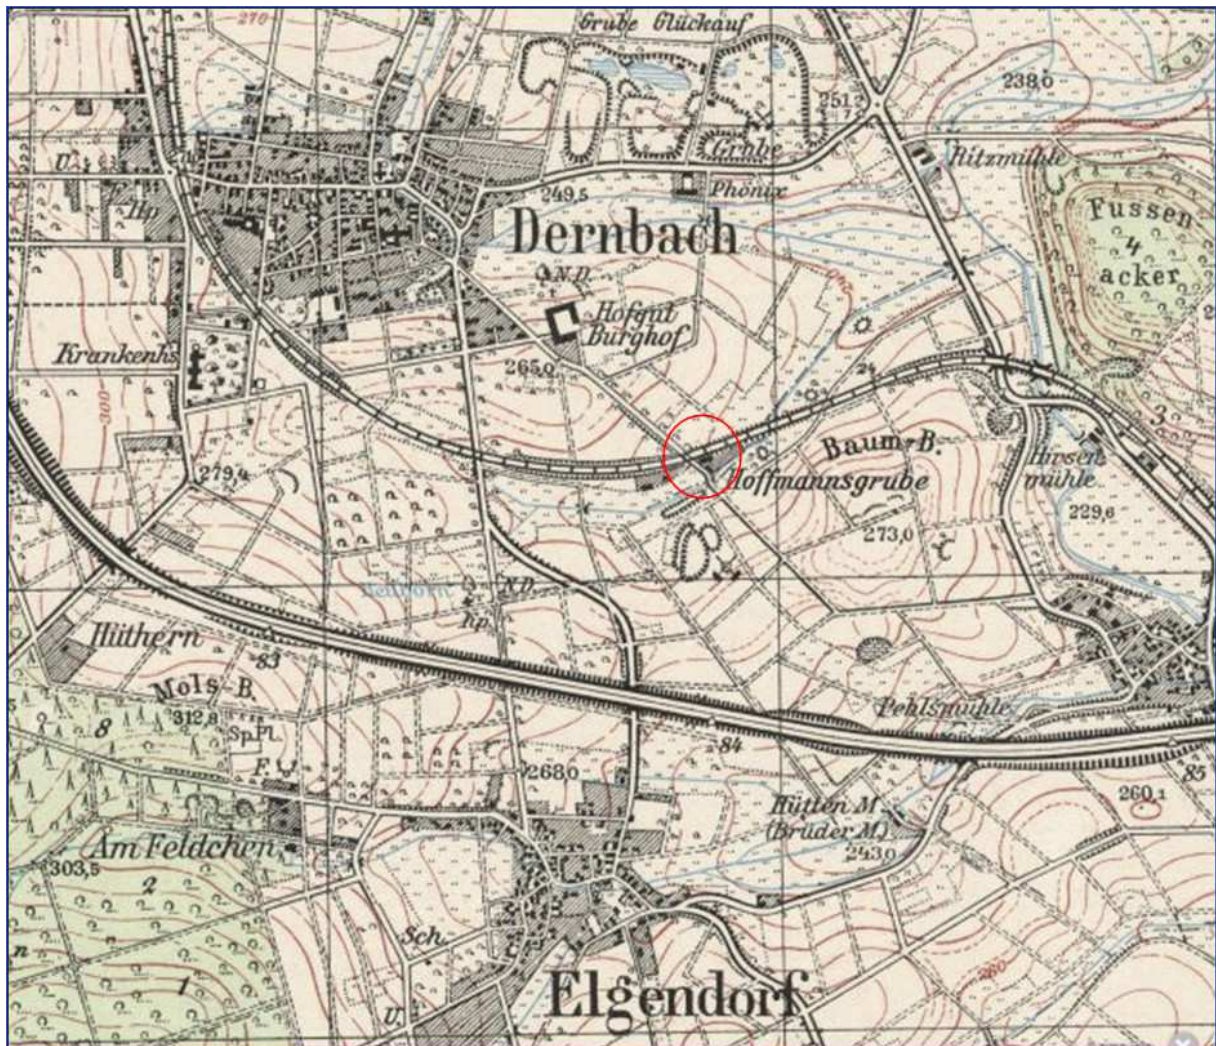 270
Grube Glückauf
238,0
251,2
Grube
Ritzmühle
U.
Hp
249,5
Phönix
Dernbach
Fussen
4
acker
N.D.
Hofgut
Burghof
Krankenhs
265,0
24
300
3
Baum-B.
Hirsen
mühle
279,4
Hoffmannsgrube
229,6
273,0
N.D.
Hp.
Hüthern
83
Mols-B.
312,8
8
Sp.Pl.
Pehlsmühle
F.
84
268,0
85
Hütten M
(Brüder M.)
260,1
Am Feldchen
243,0
303,5
2
Sch.
n
1
260
Elgendorf
U.